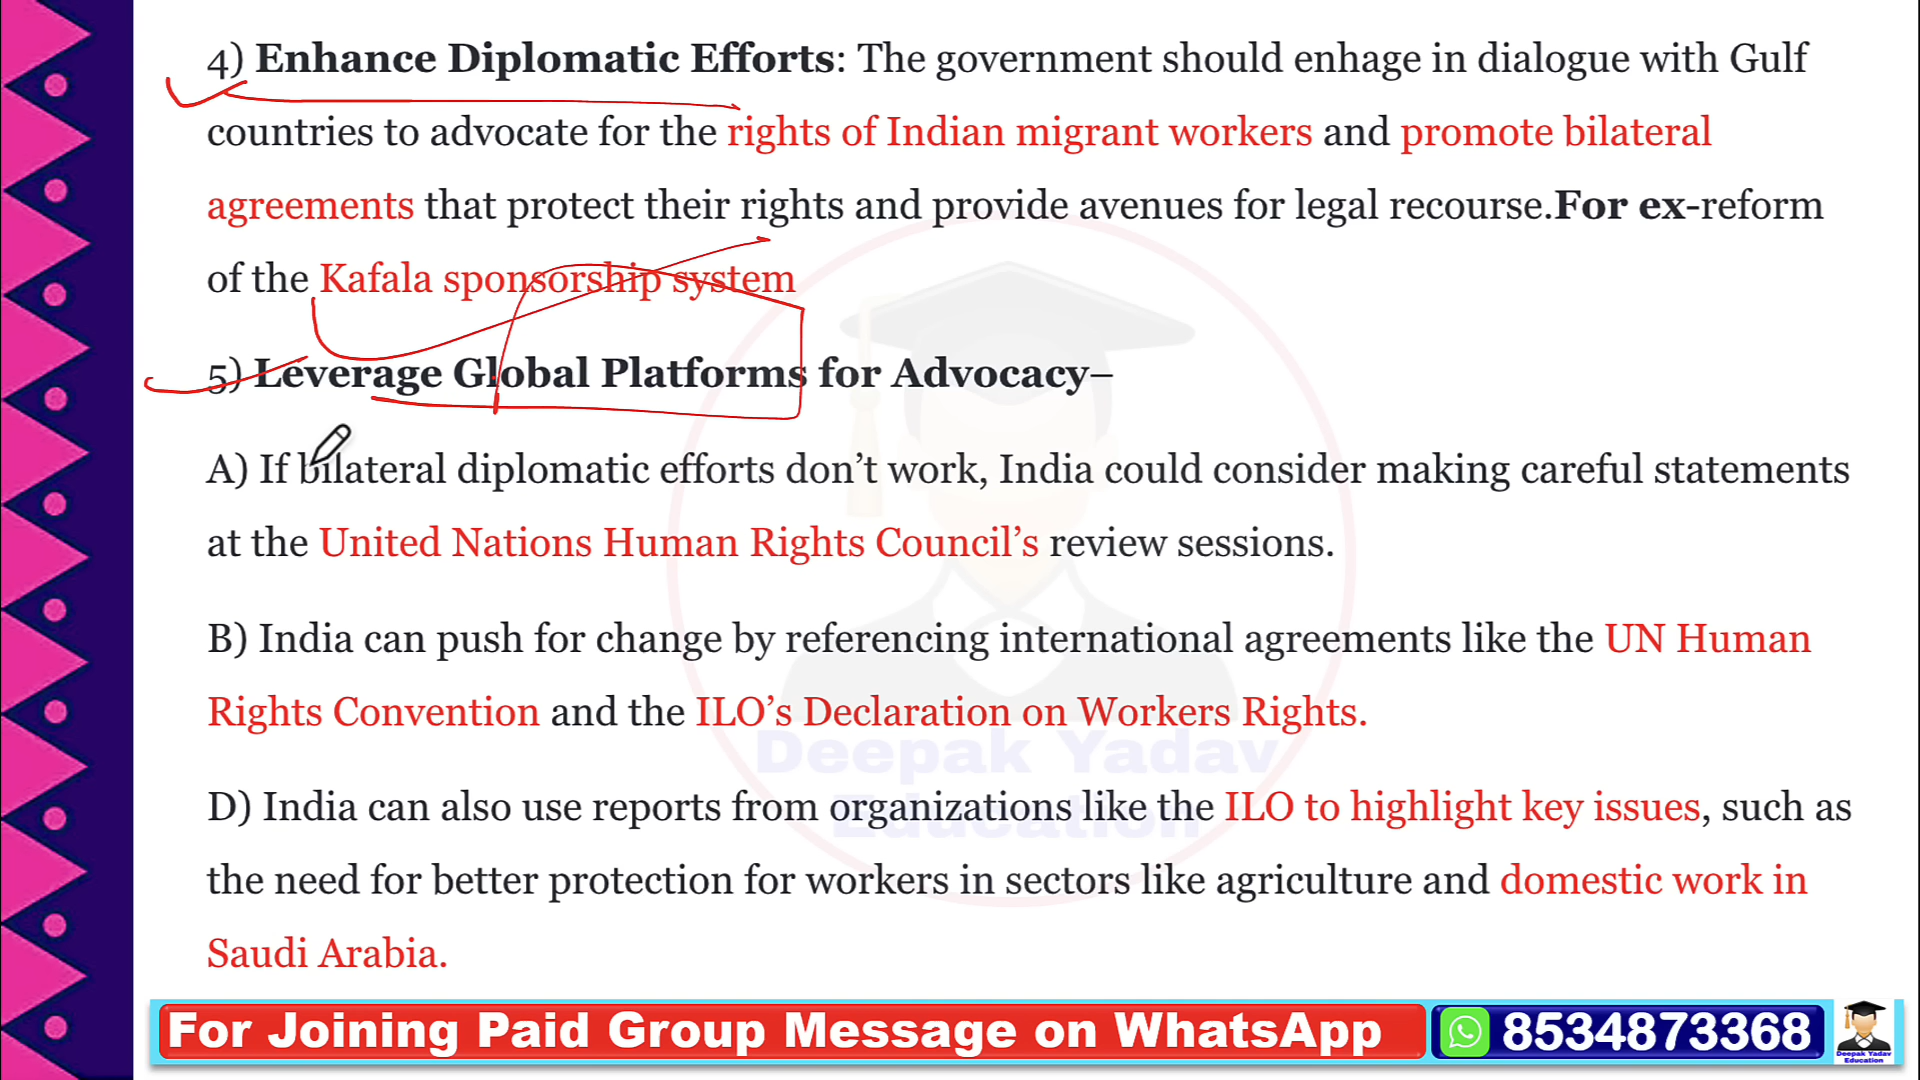 4) Enhance Diplomatic Efforts: The government should enhage in dialogue with Gulf
countries to advocate for the rights of Indian migrant workers and promote bilateral
agreements that protect their rights and provide avenues for legal recourse.For ex-reform
of the Kafala sponsorship system
5) Leverage Global Platforms for Advocacy–
A) If bilateral diplomatic efforts don’t work, India could consider making careful statements
at the United Nations Human Rights Council’s review sessions.
B) India can push for change by referencing international agreements like the UN Human
Rights Convention and the ILO’s Declaration on Workers Rights.
Deepak Yadav
Education
D) India can also use reports from organizations like the ILO to highlight key issues, such as
the need for better protection for workers in sectors like agriculture and domestic work in
Saudi Arabia.
For Joining Paid Group Message on WhatsApp 8534873368
Deepak Yadav
Education